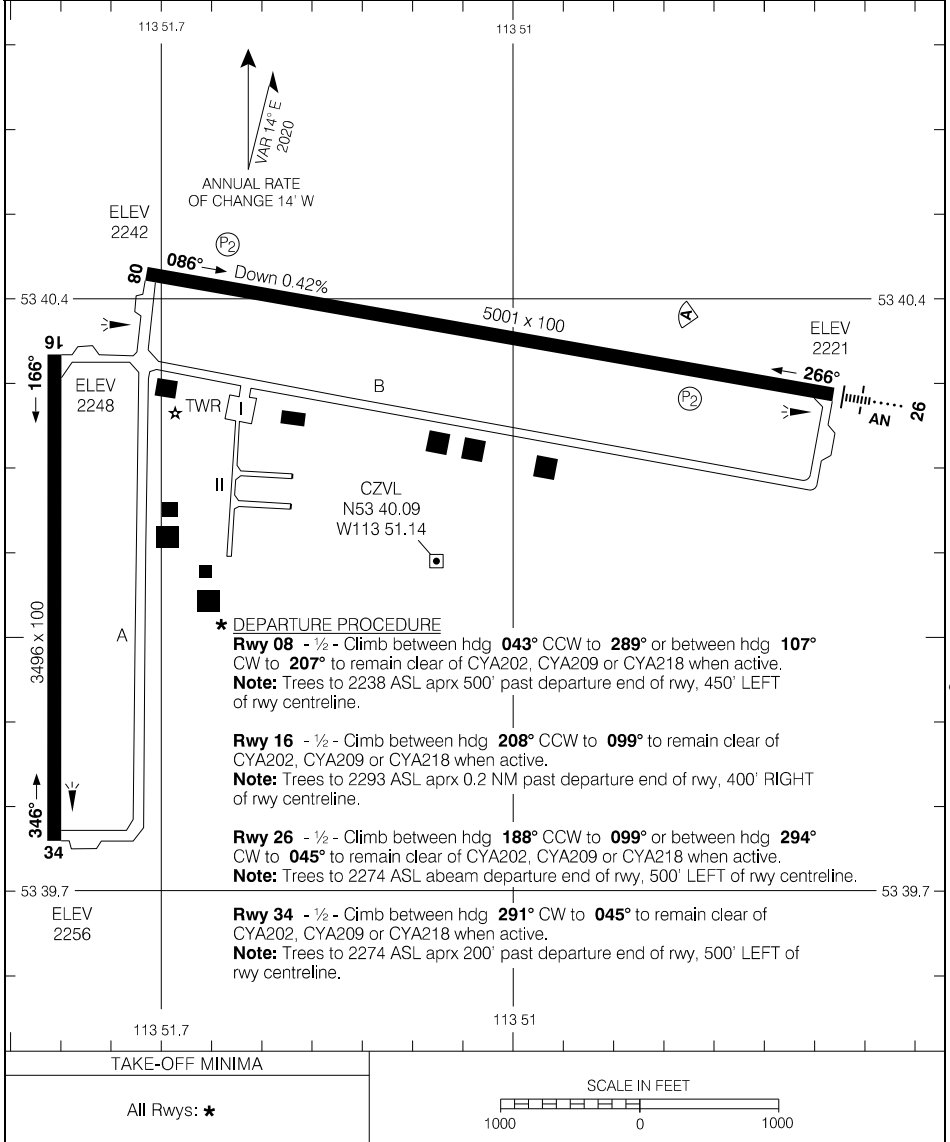 113 51.7
113 51
VAR 14° E
2020
ANNUAL RATE
OF CHANGE 14' W
ELEV
2242
P2
08
086°
Down 0.42%
53 40.4
53 40.4
5001 x 100
A
ELEV
2221
16
166°
ELEV
2248
B
266°
P2
AN
26
TWR
I
II
CZVL
N53 40.09
W113 51.14
3496 x 100
A
* DEPARTURE PROCEDURE
Rwy 08 - ½ - Climb between hdg 043° CCW to 289° or between hdg 107°
CW to 207° to remain clear of CYA202, CYA209 or CYA218 when active.
Note: Trees to 2238 ASL aprx 500' past departure end of rwy, 450' LEFT
of rwy centreline.
Rwy 16 - ½ - Cimb between hdg 208° CCW to 099° to remain clear of
CYA202, CYA209 or CYA218 when active.
Note: Trees to 2293 ASL aprx 0.2 NM past departure end of rwy, 400' RIGHT
of rwy centreline.
Rwy 26 - ½ - Climb between hdg 188° CCW to 099° or between hdg 294°
CW to 045° to remain clear of CYA202, CYA209 or CYA218 when active.
Note: Trees to 2274 ASL abeam departure end of rwy, 500' LEFT of rwy centreline.
Rwy 34 - ½ - Cimb between hdg 291° CW to 045° to remain clear of
CYA202, CYA209 or CYA218 when active.
Note: Trees to 2274 ASL aprx 200' past departure end of rwy, 500' LEFT of
rwy centreline.
346°
34
53 39.7
53 39.7
ELEV
2256
113 51.7
113 51
TAKE-OFF MINIMA
All Rwys: *
SCALE IN FEET
1000
0
1000